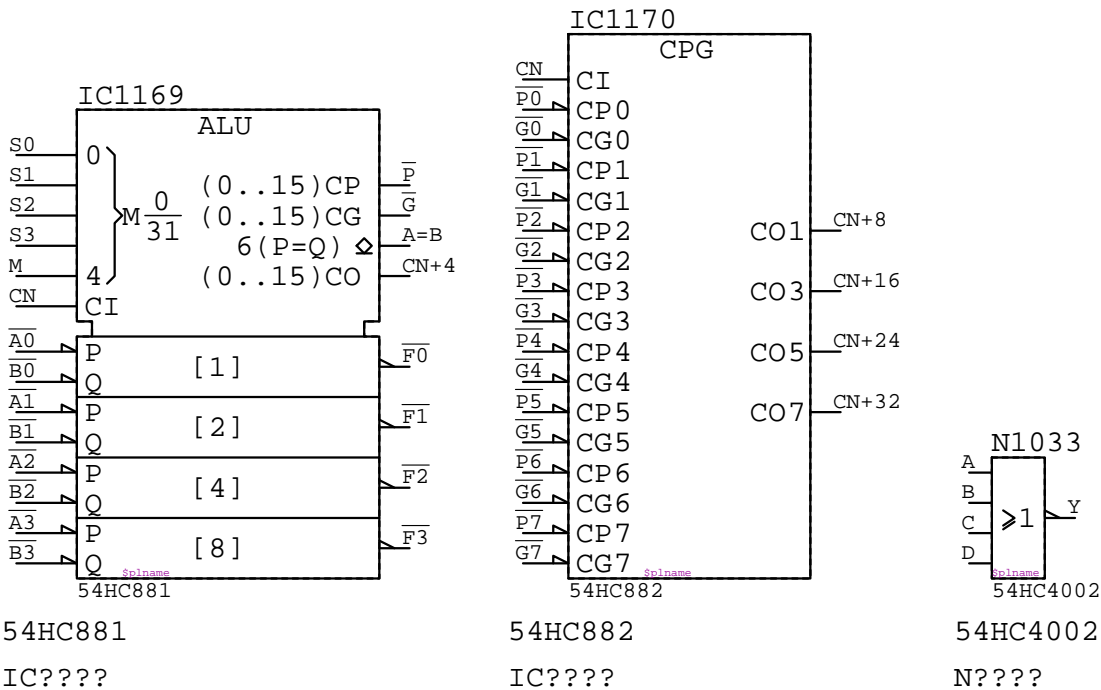 IC1169
ALU
S0
S1
S2
S3
M
CN
0
4
M 0
31
CI
(0..15)CP
(0..15)CG
6(P=Q)
(0..15)CO
P
G
A=B
CN+4
A0
B0
P
Q
[1]
F0
A1
B1
P
Q
[2]
F1
A2
B2
P
Q
[4]
F2
A3
B3
P
Q
[8]
F3
$plname
54HC881
54HC881
IC????
IC1170
CPG
CN CI
P0 CP0
G0 CG0
P1 CP1
G1 CG1
P2 CP2
G2 CG2
P3 CP3
G3 CG3
P4 CP4
G4 CG4
P5 CP5
G5 CG5
P6 CP6
G6 CG6
P7 CP7
G7 CG7
CO1 CN+8
CO3 CN+16
CO5 CN+24
CO7 CN+32
$plname
54HC882
54HC882
IC????
N1033
A
B
C
D
≥1
Y
$plname
54HC4002
54HC4002
N????